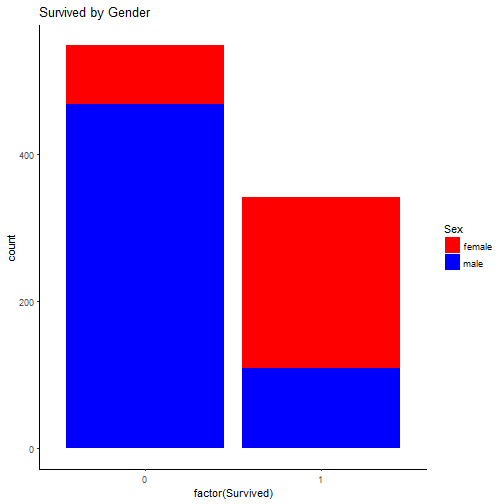 Survived by Gender
count
400
200
0
0
1
factor(Survived)
Sex
female
male